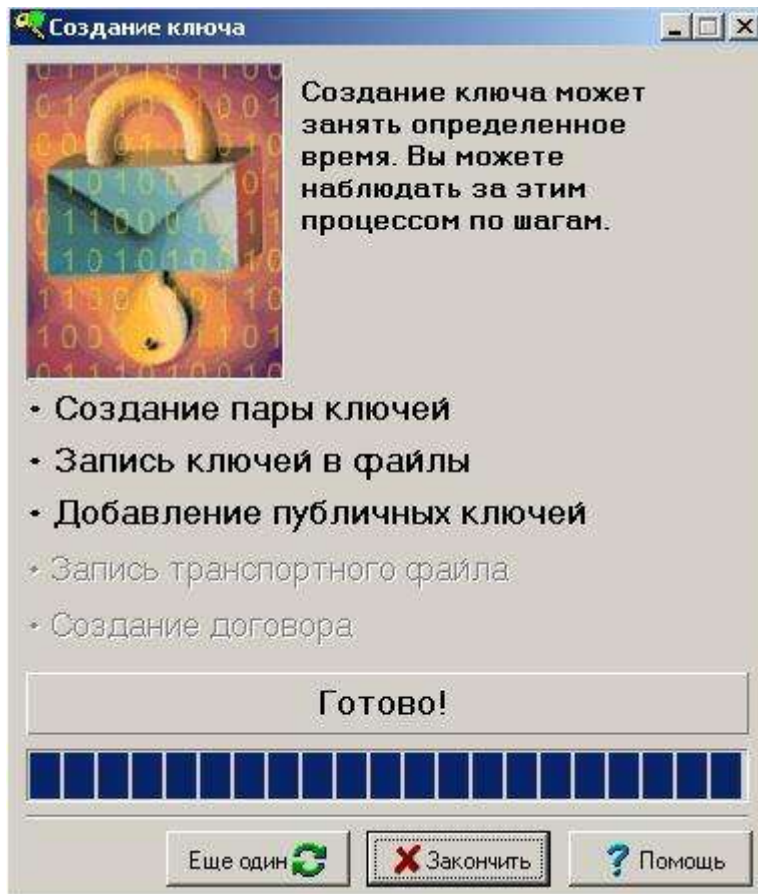 Создание ключа
Создание ключа может
занять определенное
время. Вы можете
наблюдать за этим
процессом по шагам.
• Создание пары ключей
• Запись ключей в файлы
• Добавление публичных ключей
• Запись транспортного файла
• Создание договора
Готово!
Еще один
Закончить
Помощь